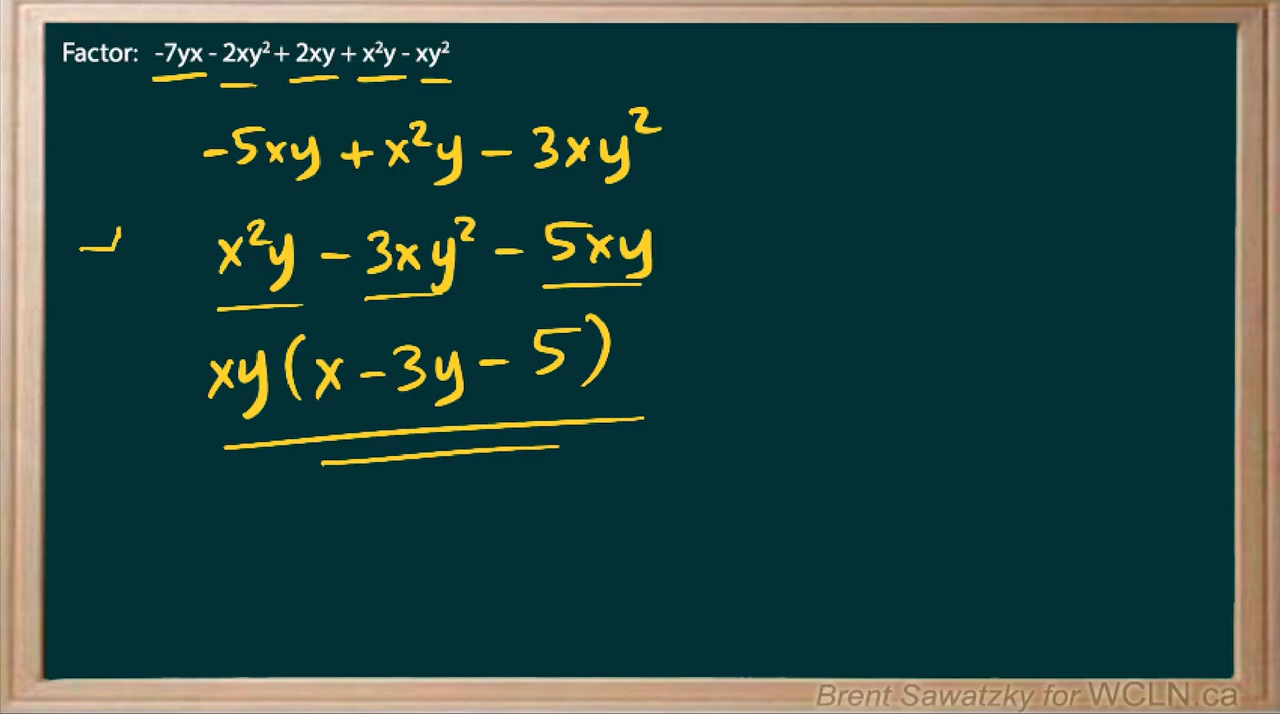 Factor: -7yx - 2xy² + 2xy + x²y - xy²
-5xy + x²y - 3xy²
x²y - 3xy² - 5xy
xy(x - 3y - 5)
Brent Sawatzky for WCLN.ca